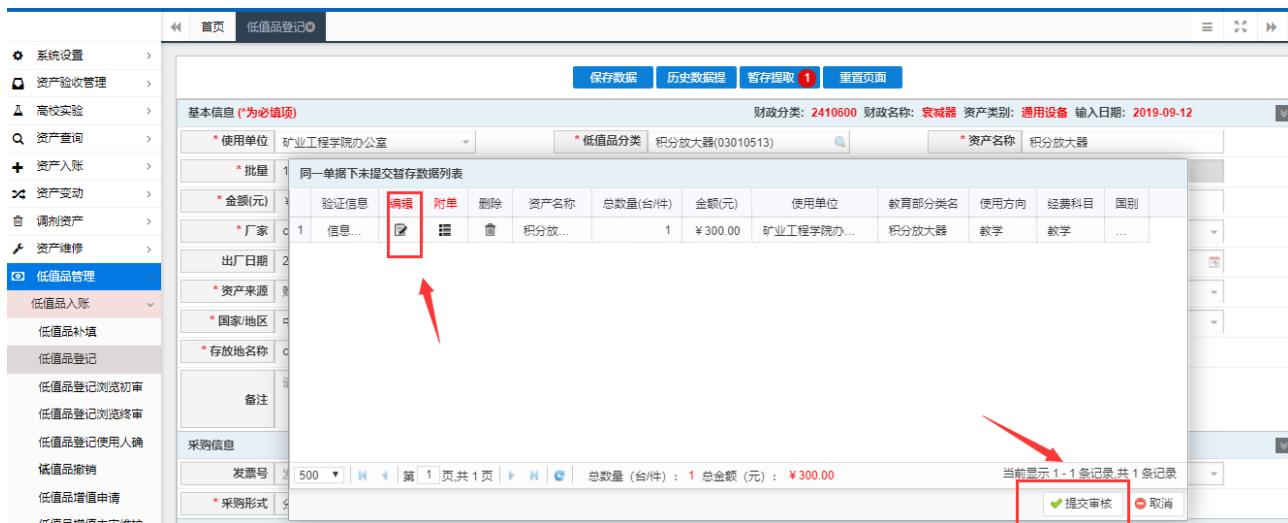 首页 低值品登记
系统设置
资产验收管理
高校实验
资产查询
资产入账
资产变动
调剂资产
资产维修
低值品管理
低值品入账
低值品补填
低值品登记
低值品登记浏览初审
低值品登记浏览终审
低值品登记使用人确
低值品撤销
低值品增值申请
保存数据 历史数据提 暂存提取 1 重置页面
基本信息 (*为必填项) 财政分类: 2410600 财政名称: 衰减器 资产类别: 通用设备 输入日期: 2019-09-12
*使用单位 矿业工程学院办公室 *低值品分类 积分放大器(03010513) *资产名称 积分放大器
*批量 1
*金额(元) ¥
*厂家 c
出厂日期 2
*资产来源
*国家/地区
*存放地名称 c
备注
同一单据下未提交暂存数据列表
验证信息 编辑 附单 删除 资产名称 总数量(台/件) 金额(元) 使用单位 教育部分类名 使用方向 经费科目 国别
1 信息... 积分放... 1 ¥300.00 矿业工程学院办... 积分放大器 教学 教学 ...
500 第 1 页,共 1 页 总数量（台/件）: 1 总金额（元）: ¥300.00 当前显示 1 - 1 条记录,共 1 条记录
提交审核 取消
采购信息
发票号
*采购形式